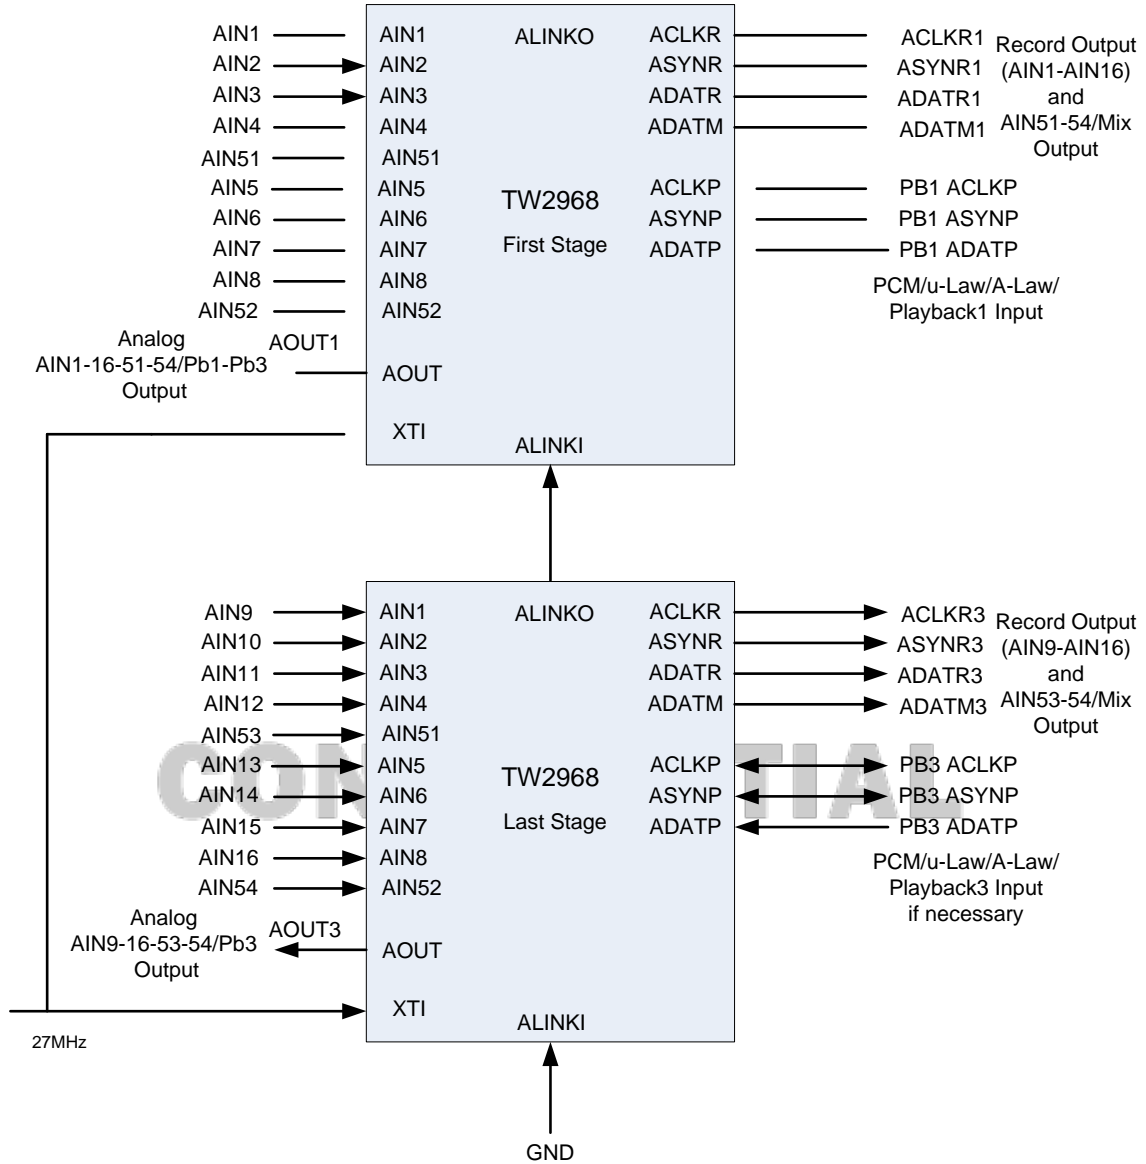 AIN1 AIN1 ALINKO ACLKR ACLKR1
AIN2 AIN2 ASYNR ASYNR1
AIN3 AIN3 ADATR ADATR1
AIN4 AIN4 ADATM ADATM1
Record Output
(AIN1-AIN16)
and
AIN51-54/Mix
Output
AIN51 AIN51
AIN5 AIN5 ACLKP PB1 ACLKP
AIN6 AIN6 TW2968 ASYNP PB1 ASYNP
AIN7 AIN7 First Stage ADATP PB1 ADATP
AIN8 AIN8
AIN52 AIN52
PCM/u-Law/A-Law/
Playback1 Input
Analog
AIN1-16-51-54/Pb1-Pb3
Output
AOUT1
AOUT
XTI
ALINKI
AIN9 AIN1 ALINKO ACLKR ACLKR3
AIN10 AIN2 ASYNR ASYNR3
AIN11 AIN3 ADATR ADATR3
AIN12 AIN4 ADATM ADATM3
Record Output
(AIN9-AIN16)
and
AIN53-54/Mix
Output
AIN53 AIN51
AIN13 AIN5 TW2968 ACLKP PB3 ACLKP
AIN14 AIN6 ASYNP PB3 ASYNP
AIN15 AIN7 Last Stage ADATP PB3 ADATP
AIN16 AIN8
AIN54 AIN52
PCM/u-Law/A-Law/
Playback3 Input
if necessary
Analog
AIN9-16-53-54/Pb3
Output
AOUT3
AOUT
XTI
ALINKI
27MHz
GND